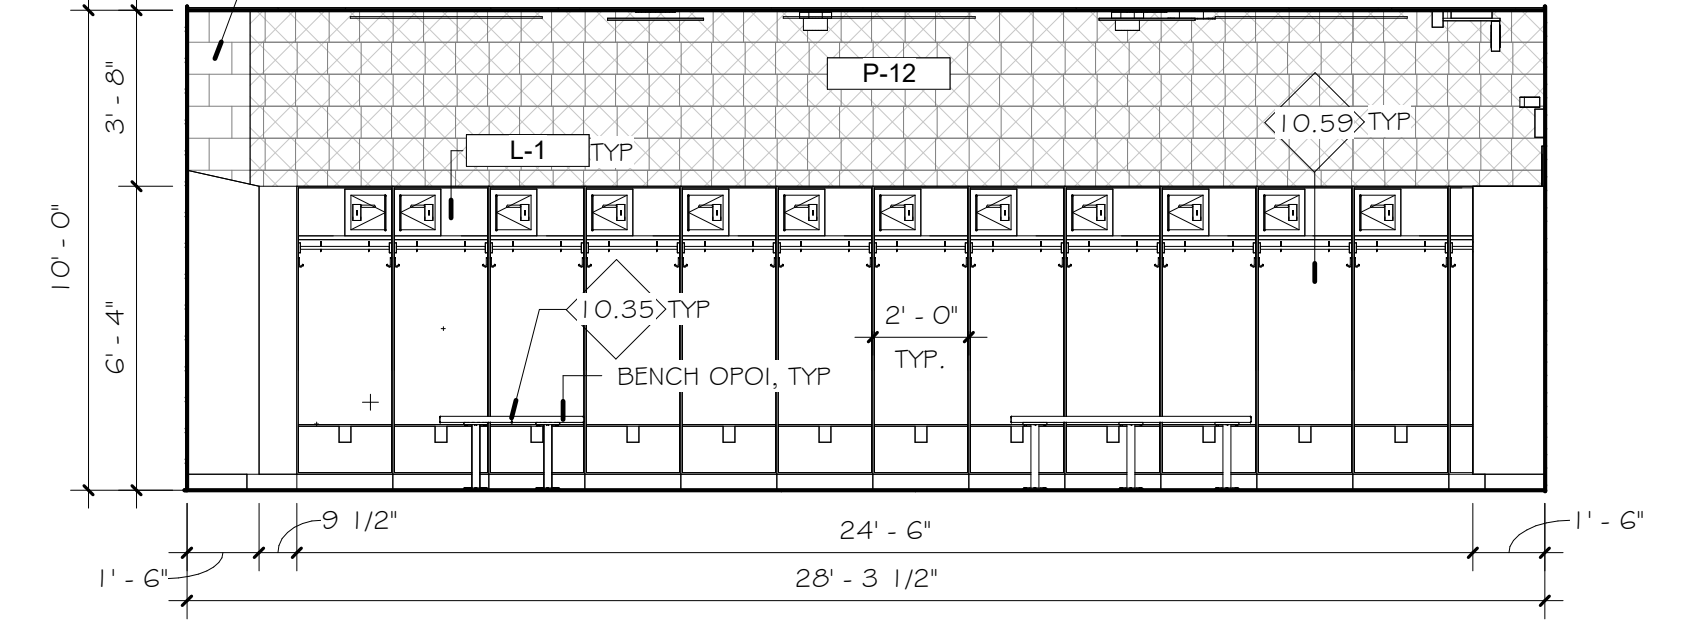 P-12
3' - 8"
10.59 TYP
L-1 TYP
10' - 0"
6' - 4"
10.35 TYP
2' - 0"
TYP.
BENCH OPOI, TYP
9 1/2"
24' - 6"
1' - 6"
1' - 6"
28' - 3 1/2"